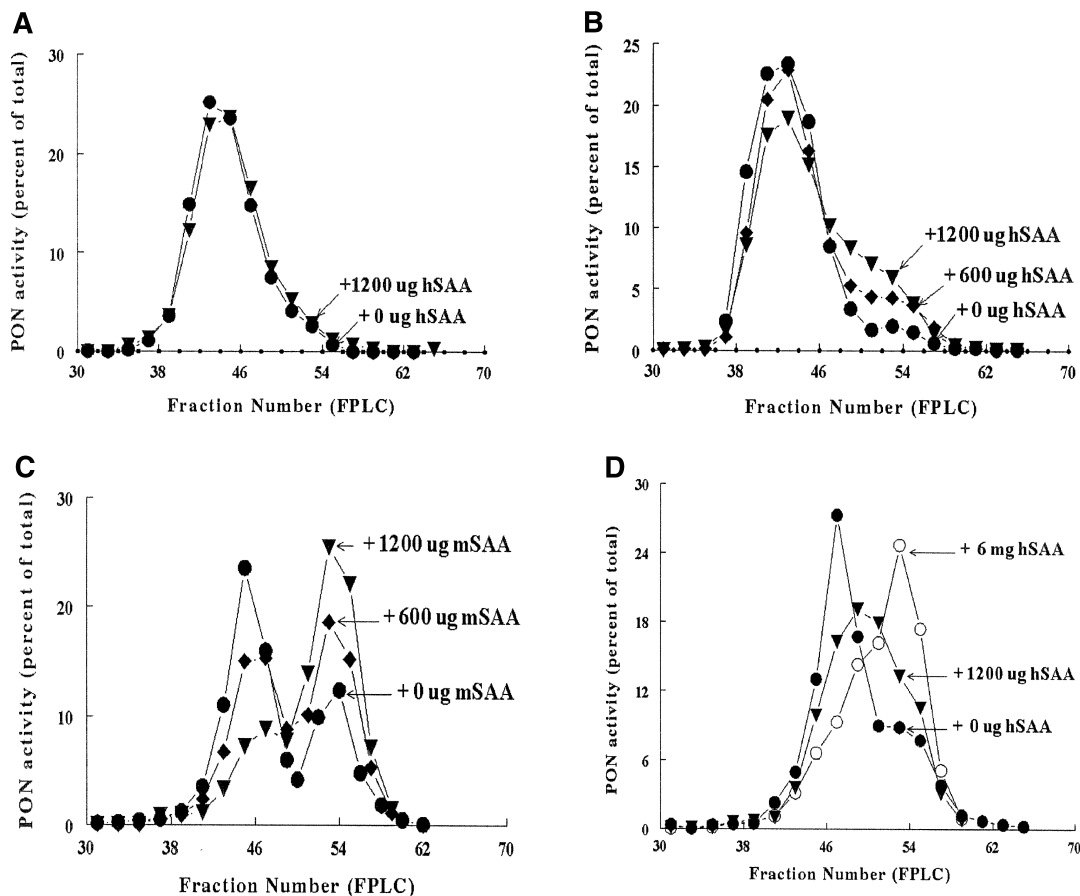 A
PON activity (percent of total)
30
20
10
0
30
38
46
54
62
70
+1200 ug hSAA
+0 ug hSAA
Fraction Number (FPLC)
B
PON activity (percent of total)
25
20
15
10
5
0
30
38
46
54
62
70
+1200 ug hSAA
+600 ug hSAA
+0 ug hSAA
Fraction Number (FPLC)
C
PON activity (percent of total)
30
20
10
0
30
38
46
54
62
70
+1200 ug mSAA
+600 ug mSAA
+0 ug mSAA
Fraction Number (FPLC)
D
PON activity (percent of total)
30
24
18
12
6
0
30
38
46
54
62
70
+ 6 mg hSAA
+1200 ug hSAA
+0 ug hSAA
Fraction Number (FPLC)